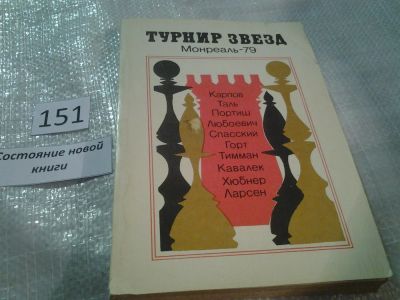 ТУРНИР ЗВЕЗД
Монреаль-79
Карпов
Таль
Портиш
Любоевич
Спасский
Горт
Тимман
Кавалек
Хюбнер
Ларсен
151
Состояние новой
книги